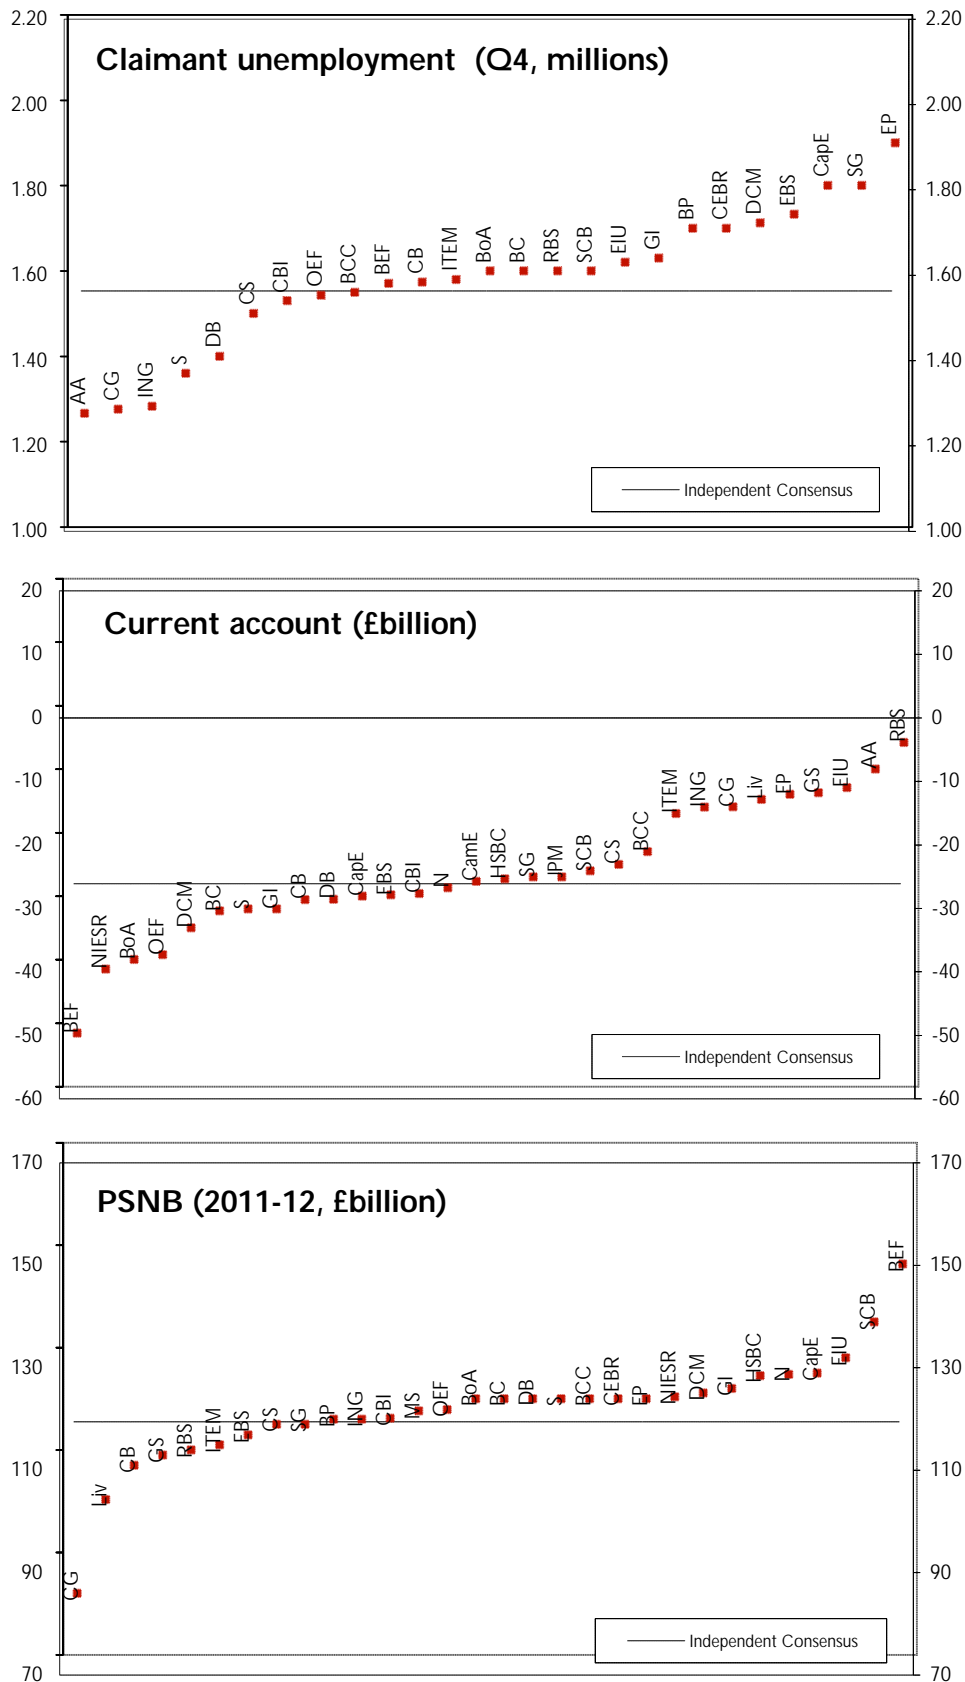 Claimant unemployment (Q4, millions)
2.20 2.20
2.00 2.00
1.80 1.80
1.60 1.60
1.40 1.40
1.20 1.20
1.00 1.00
AA CG ING S DB CS CBI OEF BCC BEF CB ITEM BoA BC RBS SCB EIU GI BP CEBR DCM EBS CapE SG EP
Independent Consensus
Current account (£billion)
20 20
10 10
0 0
-10 -10
-20 -20
-30 -30
-40 -40
-50 -50
-60 -60
BEF NIESR BoA OEF DCM BC S GI CB DB CapE EBS CBI N CamE HSBC SG JPM SCB CS BCC ITEM ING CG Liv EP GS EIU AA RBS
Independent Consensus
PSNB (2011-12, £billion)
170 170
150 150
130 130
110 110
90 90
70 70
CG Liv CB GS RBS ITEM EBS CS SG BP ING CBI MS OEF BoA BC DB S BCC CEBR EP NIESR DCM GI HSBC N CapE EIU SCB BEF
Independent Consensus